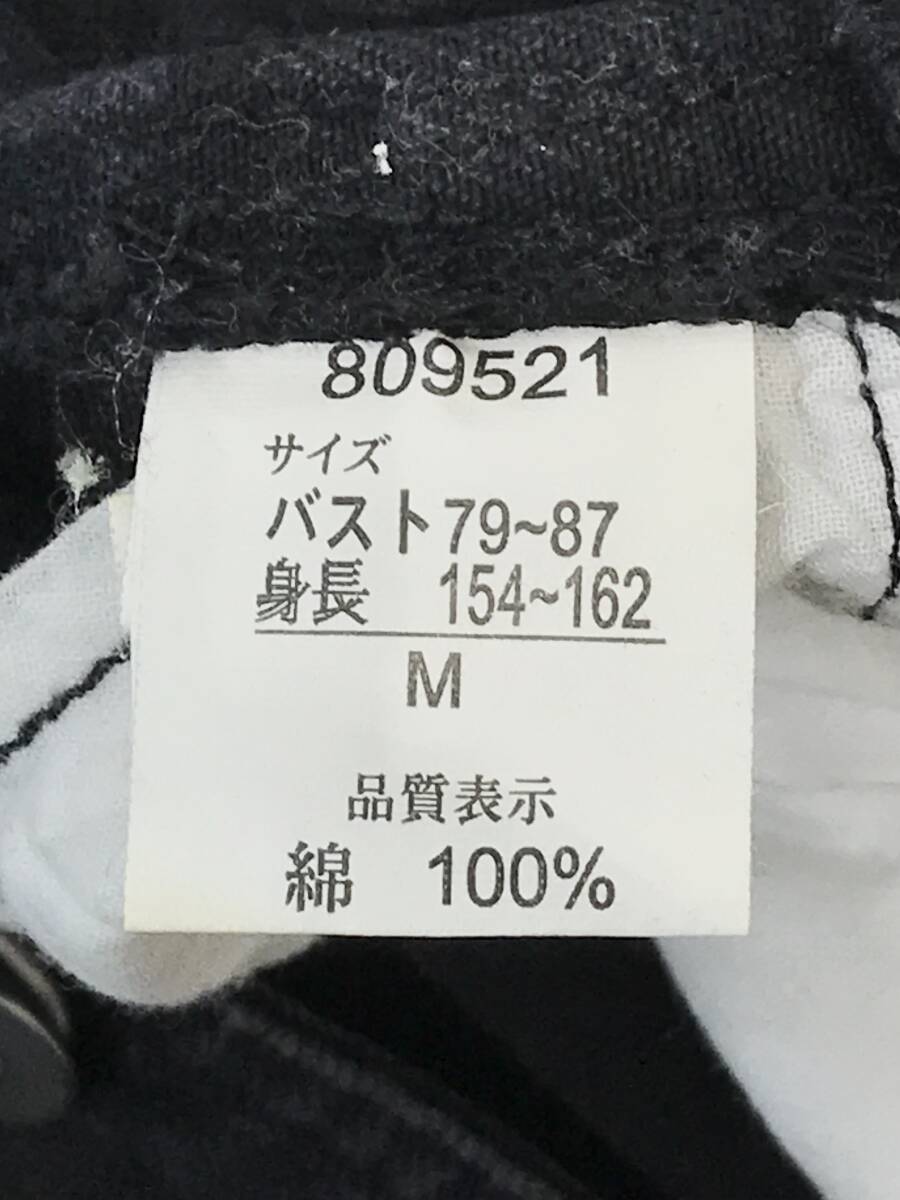 809521
サイズ
バスト79~87
身長 154~162
M
品質表示
綿 100%